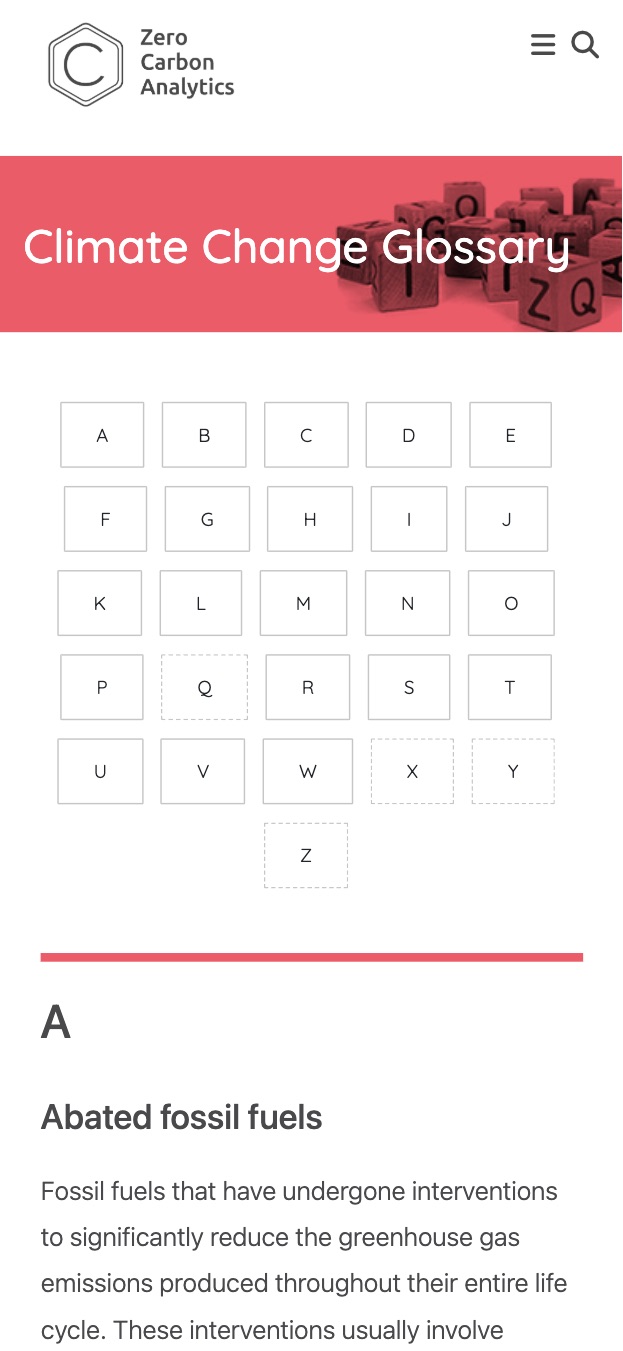 Zero
Carbon
Analytics
Climate Change Glossary
Z Q
A B C D E
F G H I J
K L M N O
P Q R S T
U V W X Y
Z
A
Abated fossil fuels
Fossil fuels that have undergone interventions
to significantly reduce the greenhouse gas
emissions produced throughout their entire life
cycle. These interventions usually involve